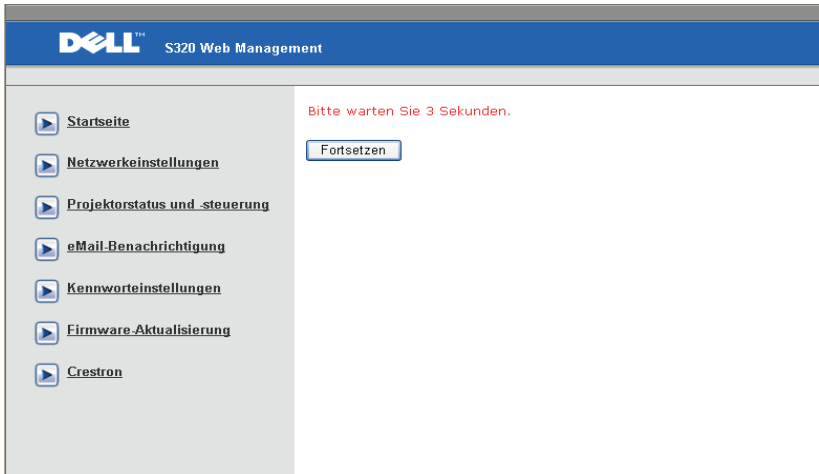 DELL™ S320 Web Management
Bitte warten Sie 3 Sekunden.
Fortsetzen
Startseite
Netzwerkeinstellungen
Projektorstatus und -steuerung
eMail-Benachrichtigung
Kennworteinstellungen
Firmware-Aktualisierung
Crestron